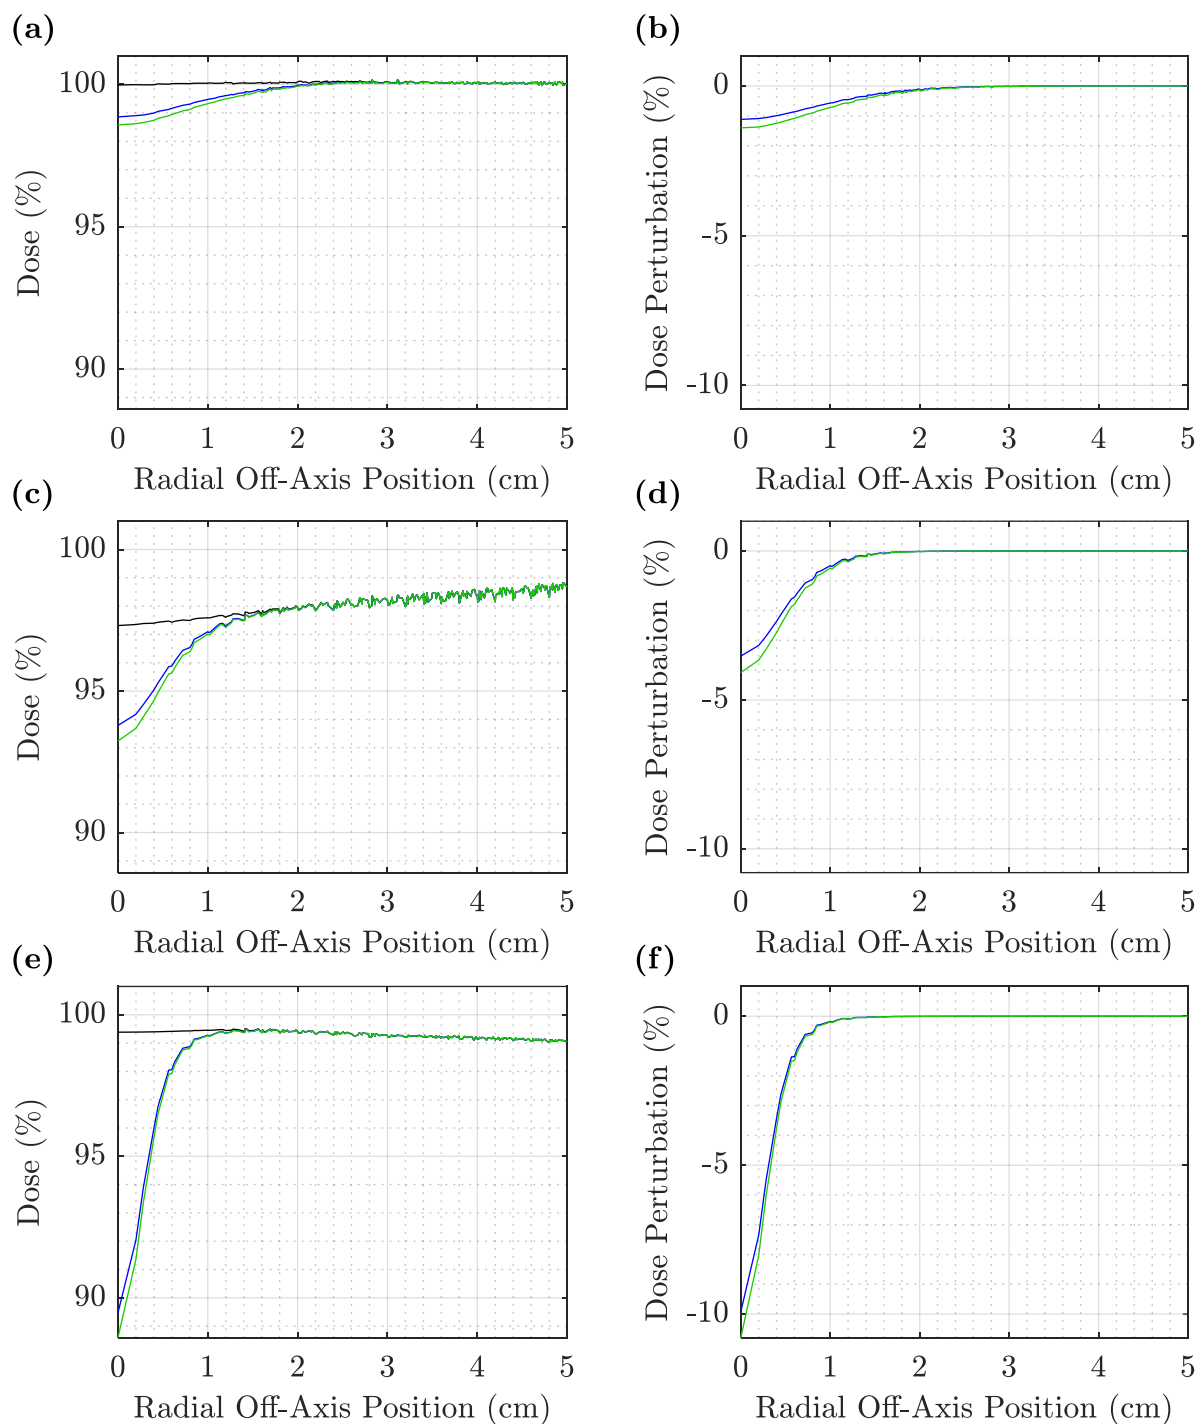 (a)
100
95
90
Dose (%)
0 1 2 3 4 5
Radial Off-Axis Position (cm)
(b)
0
-5
-10
Dose Perturbation (%)
0 1 2 3 4 5
Radial Off-Axis Position (cm)
(c)
100
95
90
Dose (%)
0 1 2 3 4 5
Radial Off-Axis Position (cm)
(d)
0
-5
-10
Dose Perturbation (%)
0 1 2 3 4 5
Radial Off-Axis Position (cm)
(e)
100
95
90
Dose (%)
0 1 2 3 4 5
Radial Off-Axis Position (cm)
(f)
0
-5
-10
Dose Perturbation (%)
0 1 2 3 4 5
Radial Off-Axis Position (cm)